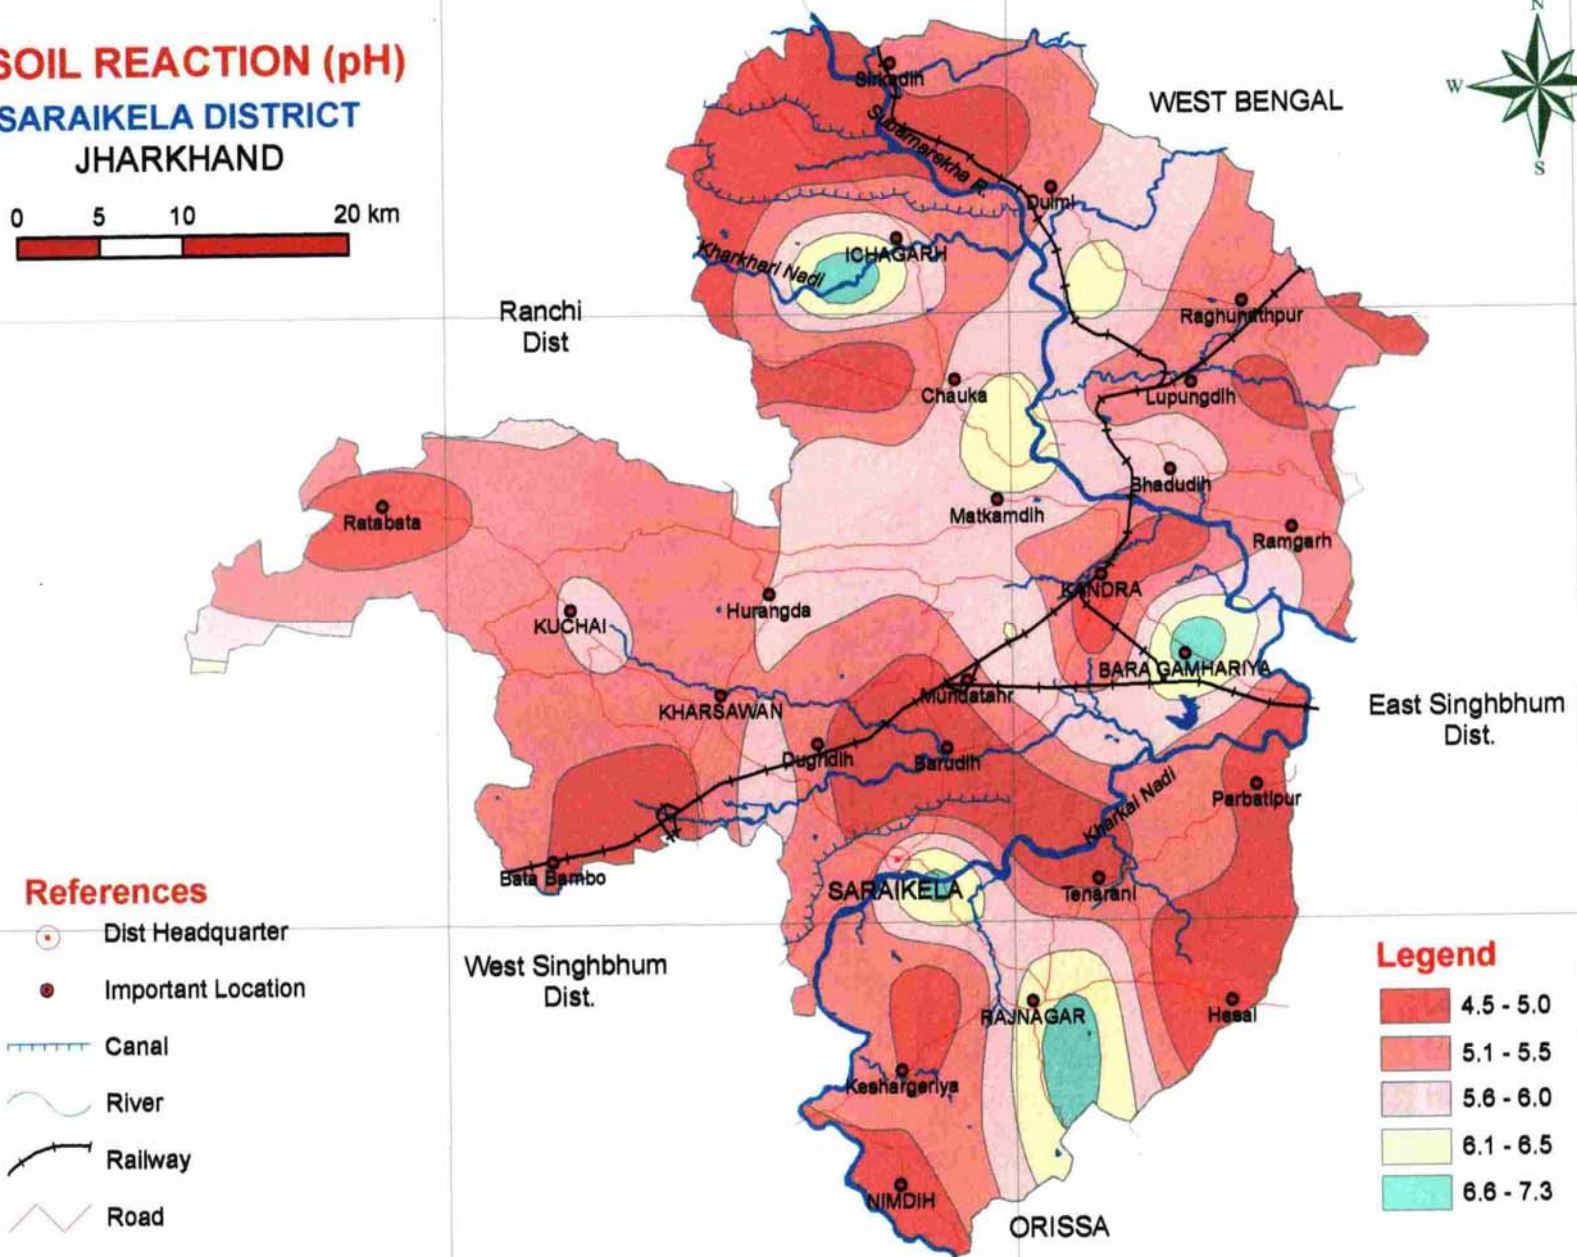 SOIL REACTION (pH)
SARAIKELA DISTRICT
JHARKHAND
0 5 10 20 km
N
W
S
WEST BENGAL
Sirkadih
Subarnarekha R.
Dulmi
ICHAGARH
Kharkhari Nadi
Ranchi
Dist
Raghunathpur
Chauka
Lupungdih
Bhadudih
Ratabata
Matkamdih
Ramgarh
KANDRA
Hurangda
KUCHAI
BARA GAMHARIYA
Mundatahr
KHARSAWAN
East Singhbhum
Dist.
Dugridih
Barudih
Parbatipur
Kharkai Nadi
Bata Bambo
SARAIKELA
Tenarani
West Singhbhum
Dist.
RAJNAGAR
Hesal
Keshargeriya
NIMDIH
ORISSA
References
Dist Headquarter
Important Location
Canal
River
Railway
Road
Legend
4.5 - 5.0
5.1 - 5.5
5.6 - 6.0
6.1 - 6.5
6.6 - 7.3